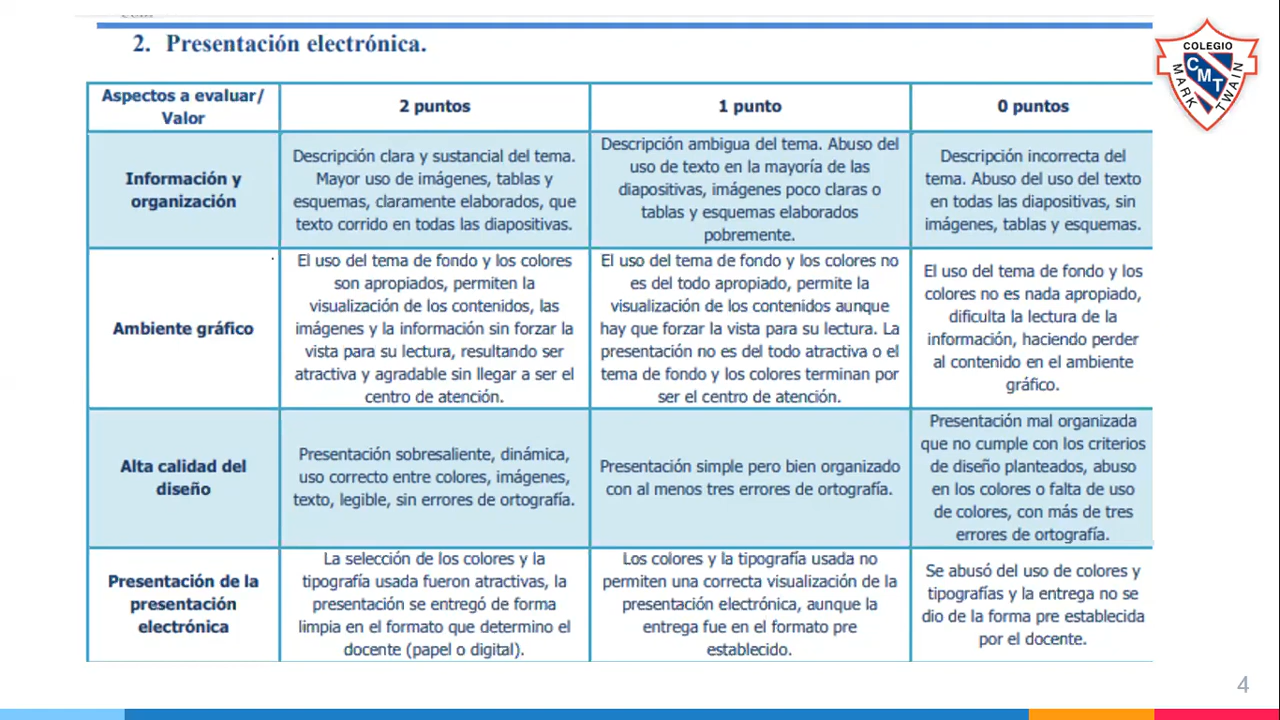 2. Presentación electrónica.
COLEGIO
MARK
CMT
TWAIN
Aspectos a evaluar/
Valor
2 puntos
1 punto
0 puntos
Información y
organización
Descripción clara y sustancial del tema.
Mayor uso de imágenes, tablas y
esquemas, claramente elaborados, que
texto corrido en todas las diapositivas.
Descripción ambigua del tema. Abuso del
uso de texto en la mayoría de las
diapositivas, imágenes poco claras o
tablas y esquemas elaborados
pobremente.
Descripción incorrecta del
tema. Abuso del uso del texto
en todas las diapositivas, sin
imágenes, tablas y esquemas.
Ambiente gráfico
El uso del tema de fondo y los colores
son apropiados, permiten la
visualización de los contenidos, las
imágenes y la información sin forzar la
vista para su lectura, resultando ser
atractiva y agradable sin llegar a ser el
centro de atención.
El uso del tema de fondo y los colores no
es del todo apropiado, permite la
visualización de los contenidos aunque
hay que forzar la vista para su lectura. La
presentación no es del todo atractiva o el
tema de fondo y los colores terminan por
ser el centro de atención.
El uso del tema de fondo y los
colores no es nada apropiado,
dificulta la lectura de la
información, haciendo perder
al contenido en el ambiente
gráfico.
Alta calidad del
diseño
Presentación sobresaliente, dinámica,
uso correcto entre colores, imágenes,
texto, legible, sin errores de ortografía.
Presentación simple pero bien organizado
con al menos tres errores de ortografía.
Presentación mal organizada
que no cumple con los criterios
de diseño planteados, abuso
en los colores o falta de uso
de colores, con más de tres
errores de ortografía.
Presentación de la
presentación
electrónica
La selección de los colores y la
tipografía usada fueron atractivas, la
presentación se entregó de forma
limpia en el formato que determino el
docente (papel o digital).
Los colores y la tipografía usada no
permiten una correcta visualización de la
presentación electrónica, aunque la
entrega fue en el formato pre
establecido.
Se abusó del uso de colores y
tipografías y la entrega no se
dio de la forma pre establecida
por el docente.
4